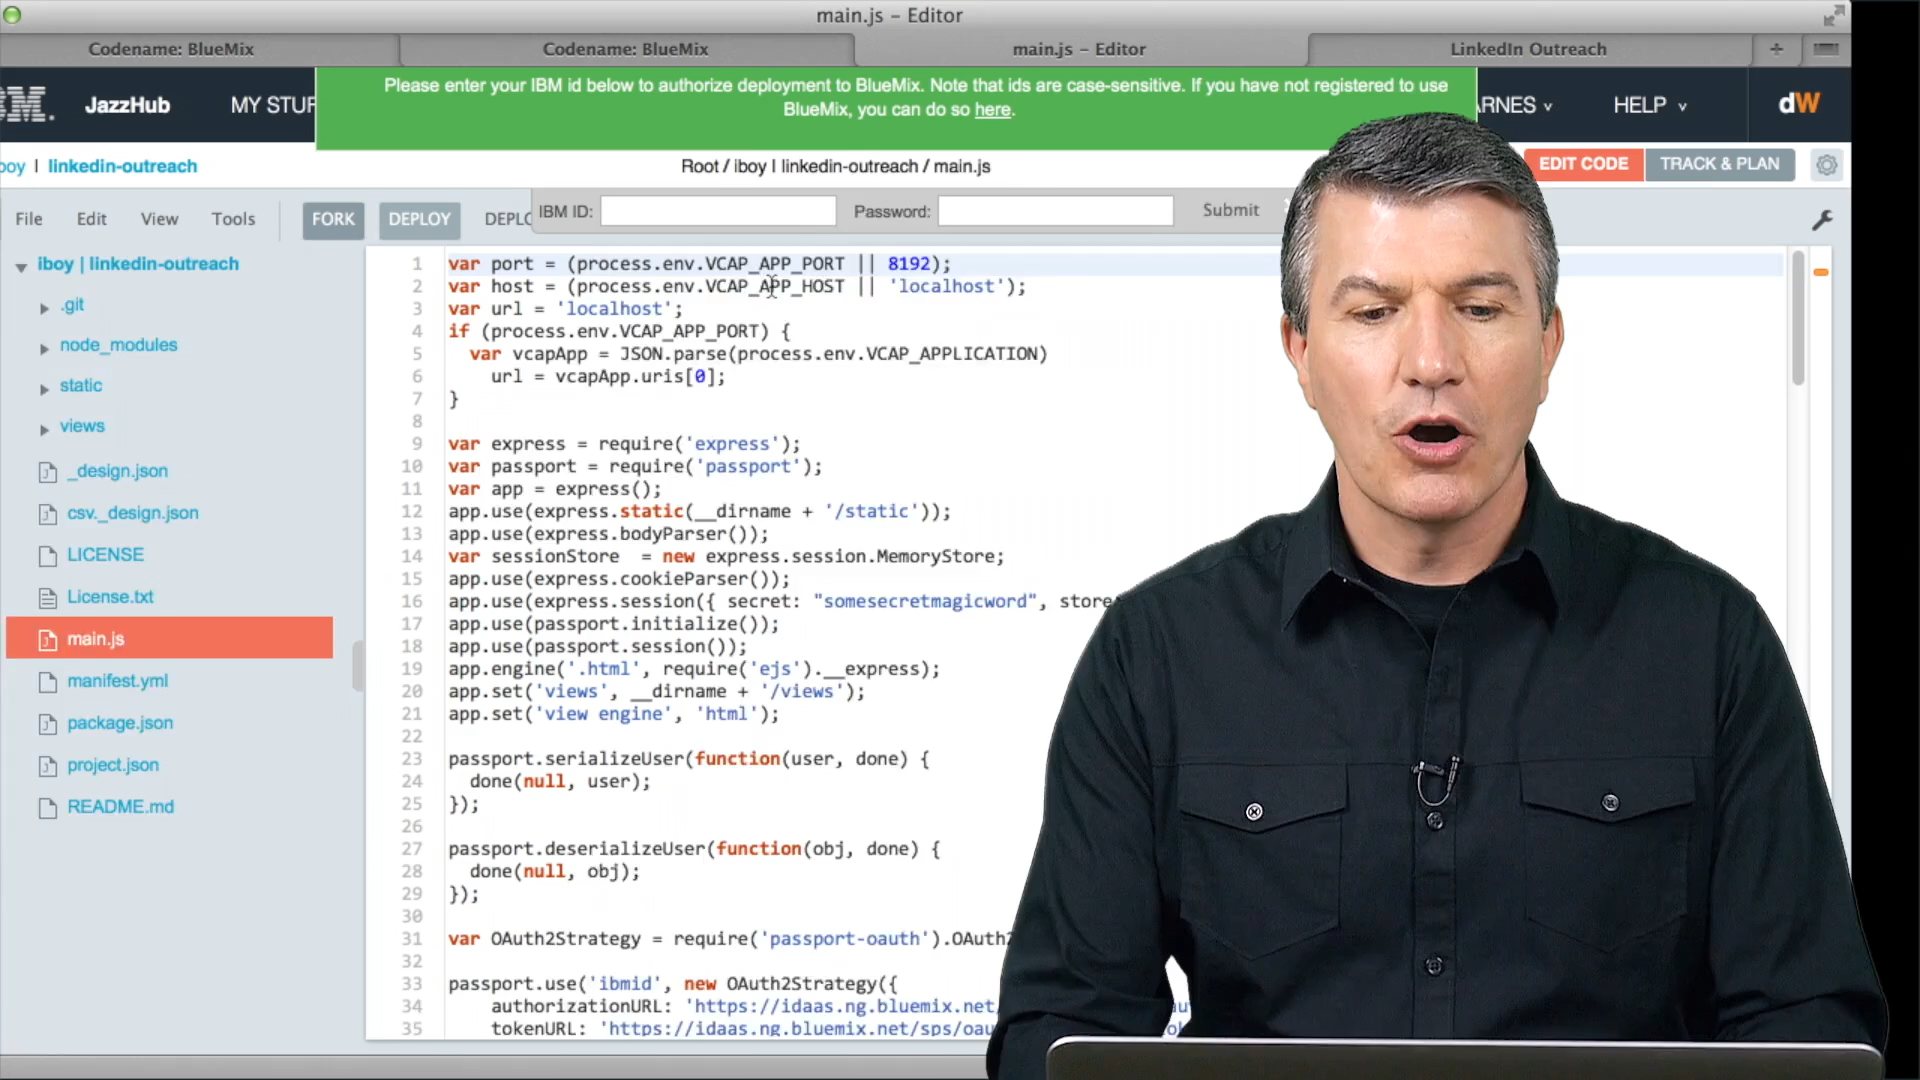 main.js – Editor
Codename: BlueMix
Codename: BlueMix
main.js – Editor
LinkedIn Outreach
JazzHub
MY STUF
Please enter your IBM id below to authorize deployment to BlueMix. Note that ids are case-sensitive. If you have not registered to use
BlueMix, you can do so here.
ARNES
HELP
dW
boy | linkedin-outreach
Root / iboy | linkedin-outreach / main.js
EDIT CODE
TRACK & PLAN
File
Edit
View
Tools
FORK
DEPLOY
DEPLO
IBM ID:
Password:
Submit
iboy | linkedin-outreach
.git
node_modules
static
views
_design.json
csv._design.json
LICENSE
License.txt
main.js
manifest.yml
package.json
project.json
README.md
1 var port = (process.env.VCAP_APP_PORT || 8192);
2 var host = (process.env.VCAP_APP_HOST || 'localhost');
3 var url = 'localhost';
4 if (process.env.VCAP_APP_PORT) {
5 var vcapApp = JSON.parse(process.env.VCAP_APPLICATION)
6 url = vcapApp.uris[0];
7 }
8
9 var express = require('express');
10 var passport = require('passport');
11 var app = express();
12 app.use(express.static(__dirname + '/static'));
13 app.use(express.bodyParser());
14 var sessionStore = new express.session.MemoryStore;
15 app.use(express.cookieParser());
16 app.use(express.session({ secret: "somesecretmagicword", store
17 app.use(passport.initialize());
18 app.use(passport.session());
19 app.engine('.html', require('ejs').__express);
20 app.set('views', __dirname + '/views');
21 app.set('view engine', 'html');
22
23 passport.serializeUser(function(user, done) {
24 done(null, user);
25 });
26
27 passport.deserializeUser(function(obj, done) {
28 done(null, obj);
29 });
30
31 var OAuth2Strategy = require('passport-oauth').OAuth2
32
33 passport.use('ibmid', new OAuth2Strategy({
34 authorizationURL: 'https://idaas.ng.bluemix.net/
35 tokenURL: 'https://idaas.ng.bluemix.net/sps/oau